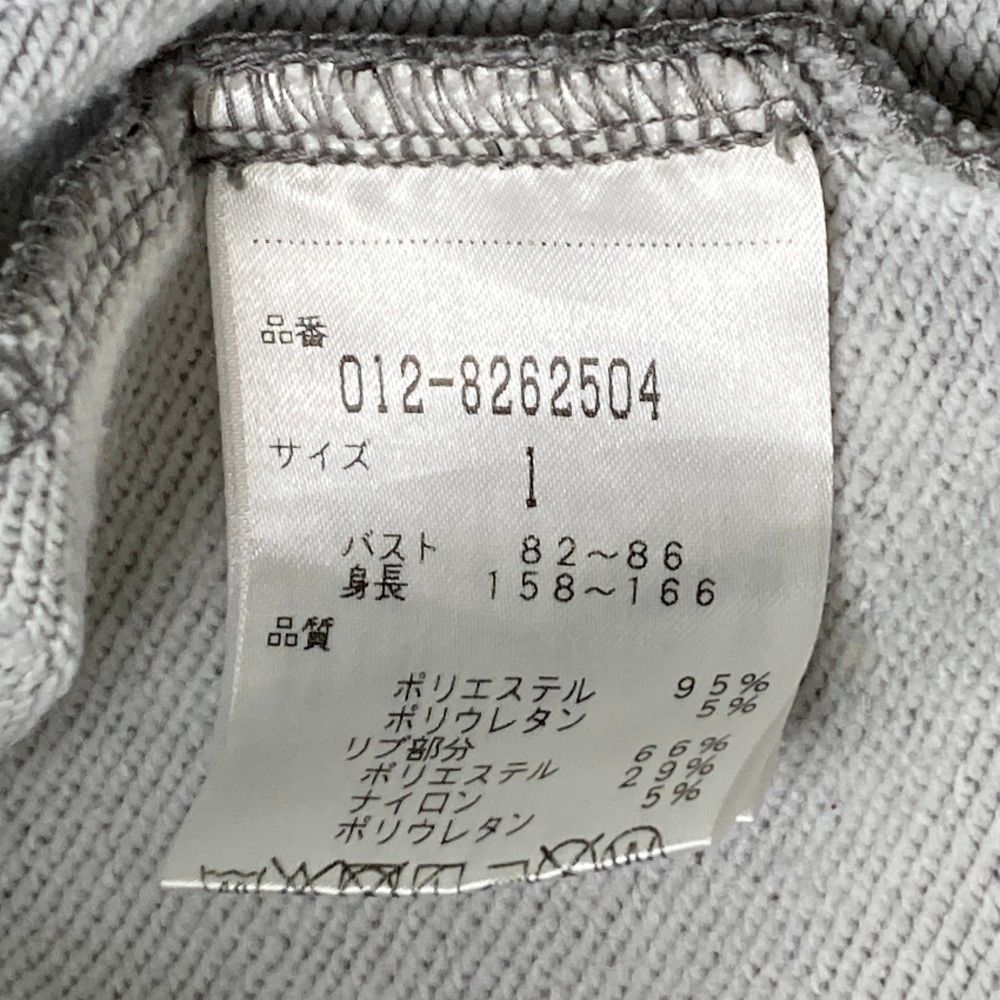 品番
012-8262504
サイズ 1
バスト 82～86
身長 158～166
品質
ポリエステル 95%
ポリウレタン 5%
リブ部分
ポリエステル 66%
ナイロン 29%
ポリウレタン 5%